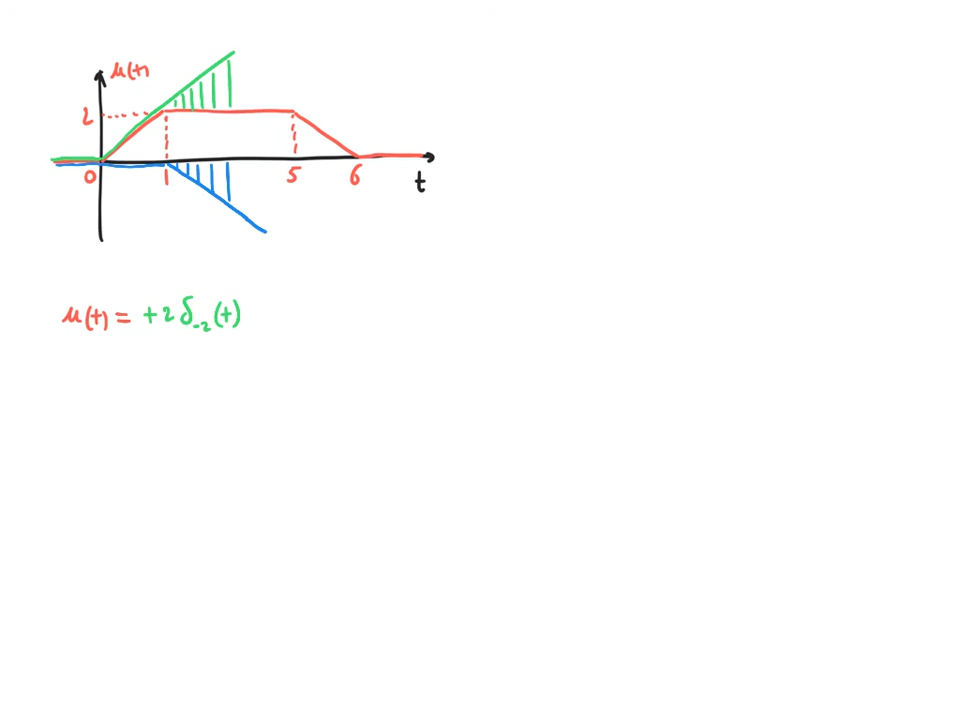 u(t)
2
0 1 5 6 t
u(t) = +2 δ₋₂(t)